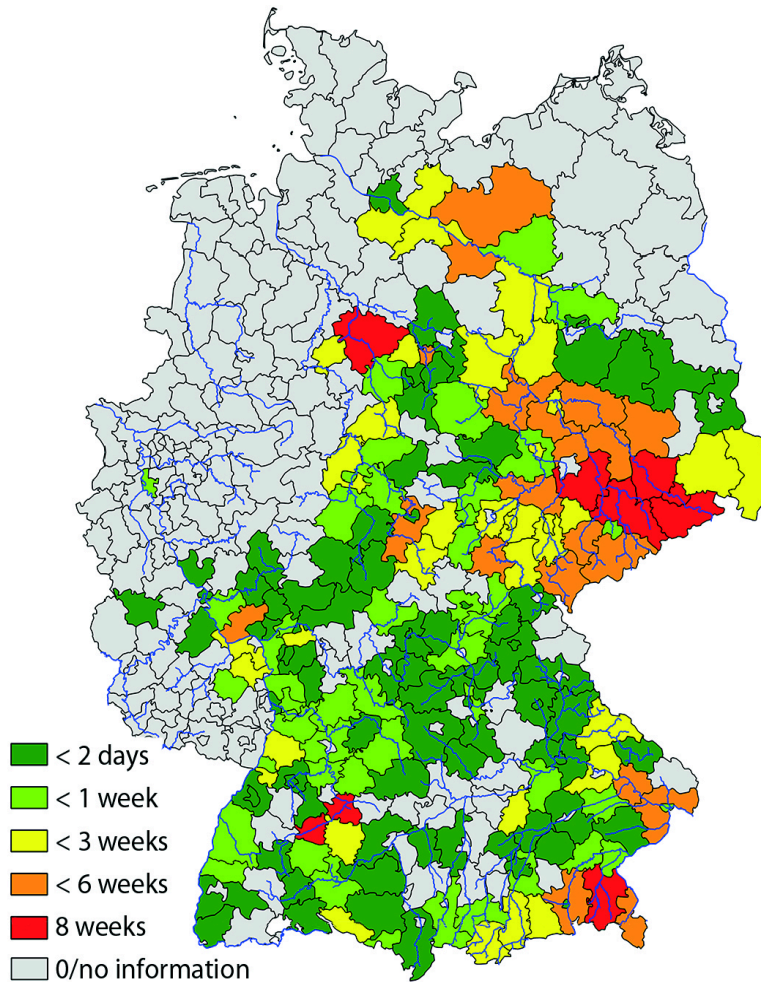 < 2 days
< 1 week
< 3 weeks
< 6 weeks
8 weeks
0/no information